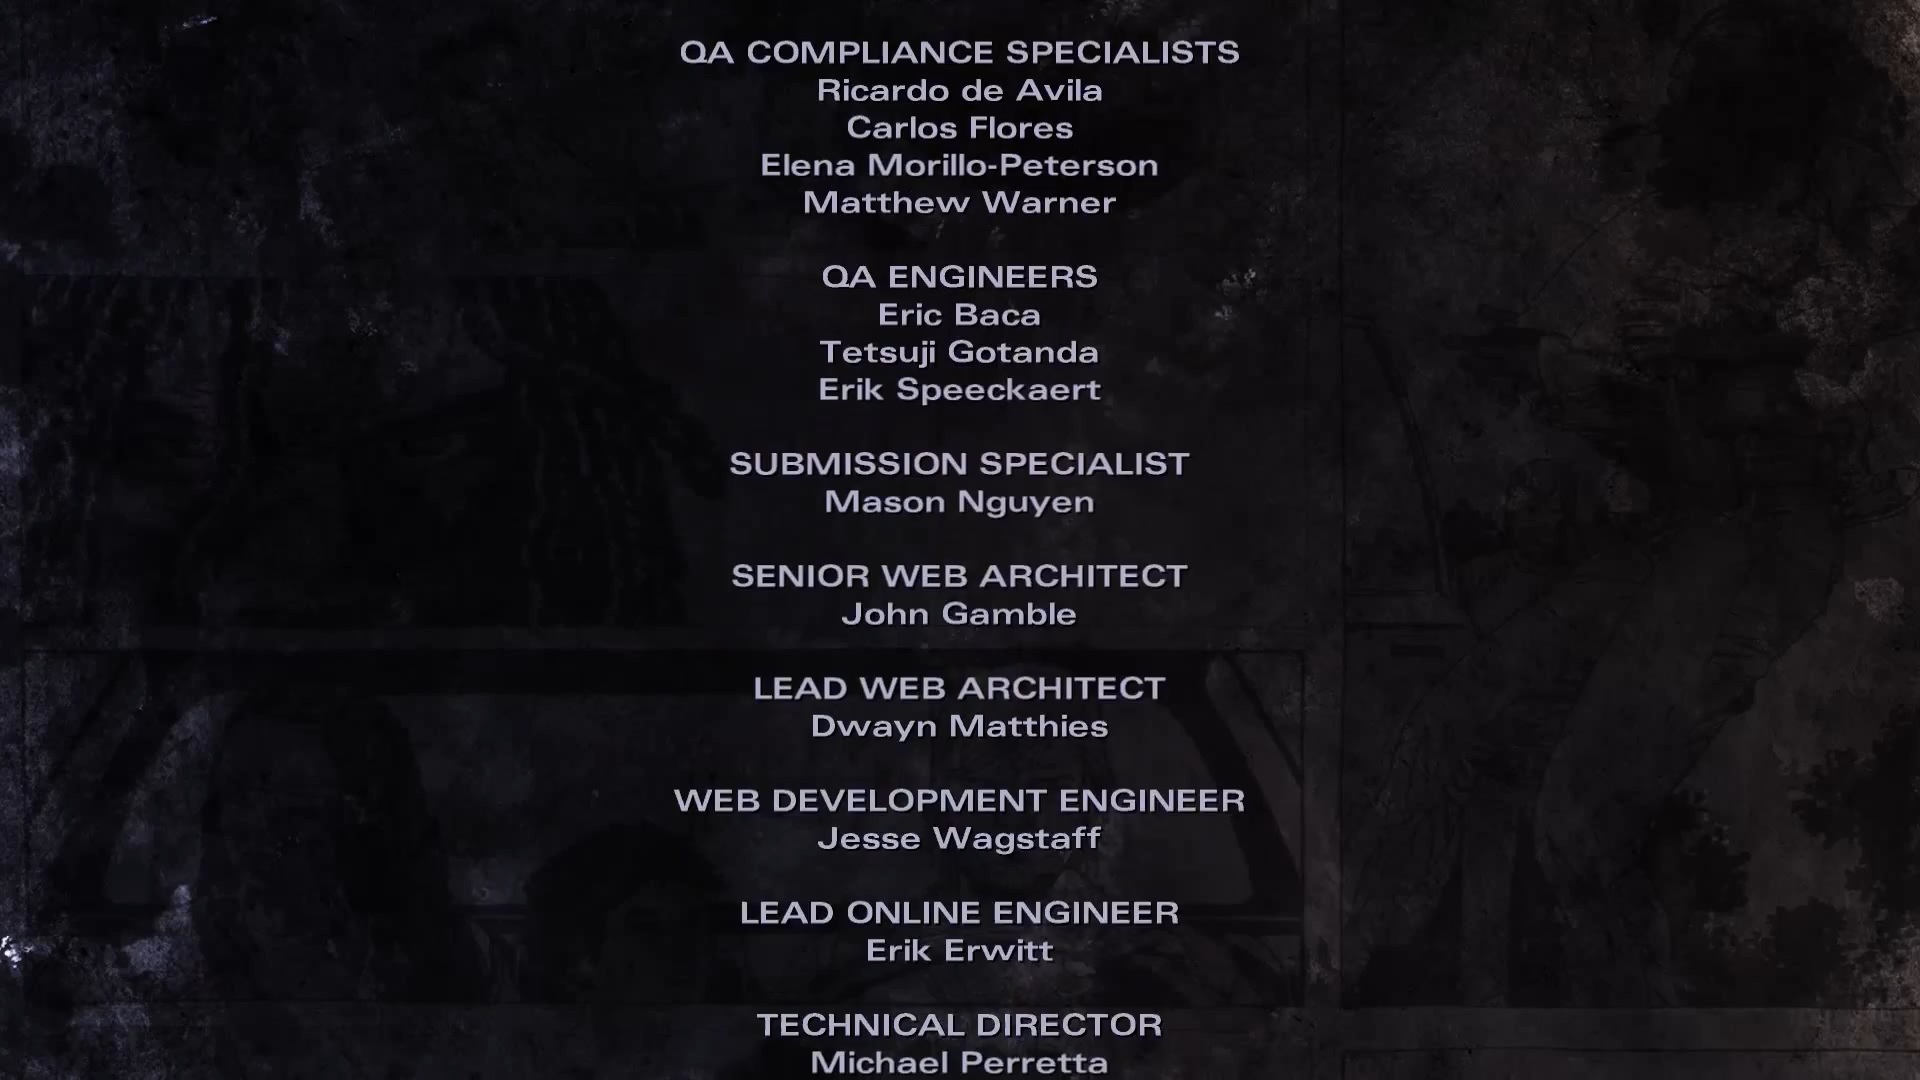 QA COMPLIANCE SPECIALISTS
Ricardo de Avila
Carlos Flores
Elena Morillo-Peterson
Matthew Warner
QA ENGINEERS
Eric Baca
Tetsuji Gotanda
Erik Speeckaert
SUBMISSION SPECIALIST
Mason Nguyen
SENIOR WEB ARCHITECT
John Gamble
LEAD WEB ARCHITECT
Dwayn Matthies
WEB DEVELOPMENT ENGINEER
Jesse Wagstaff
LEAD ONLINE ENGINEER
Erik Erwitt
TECHNICAL DIRECTOR
Michael Perretta